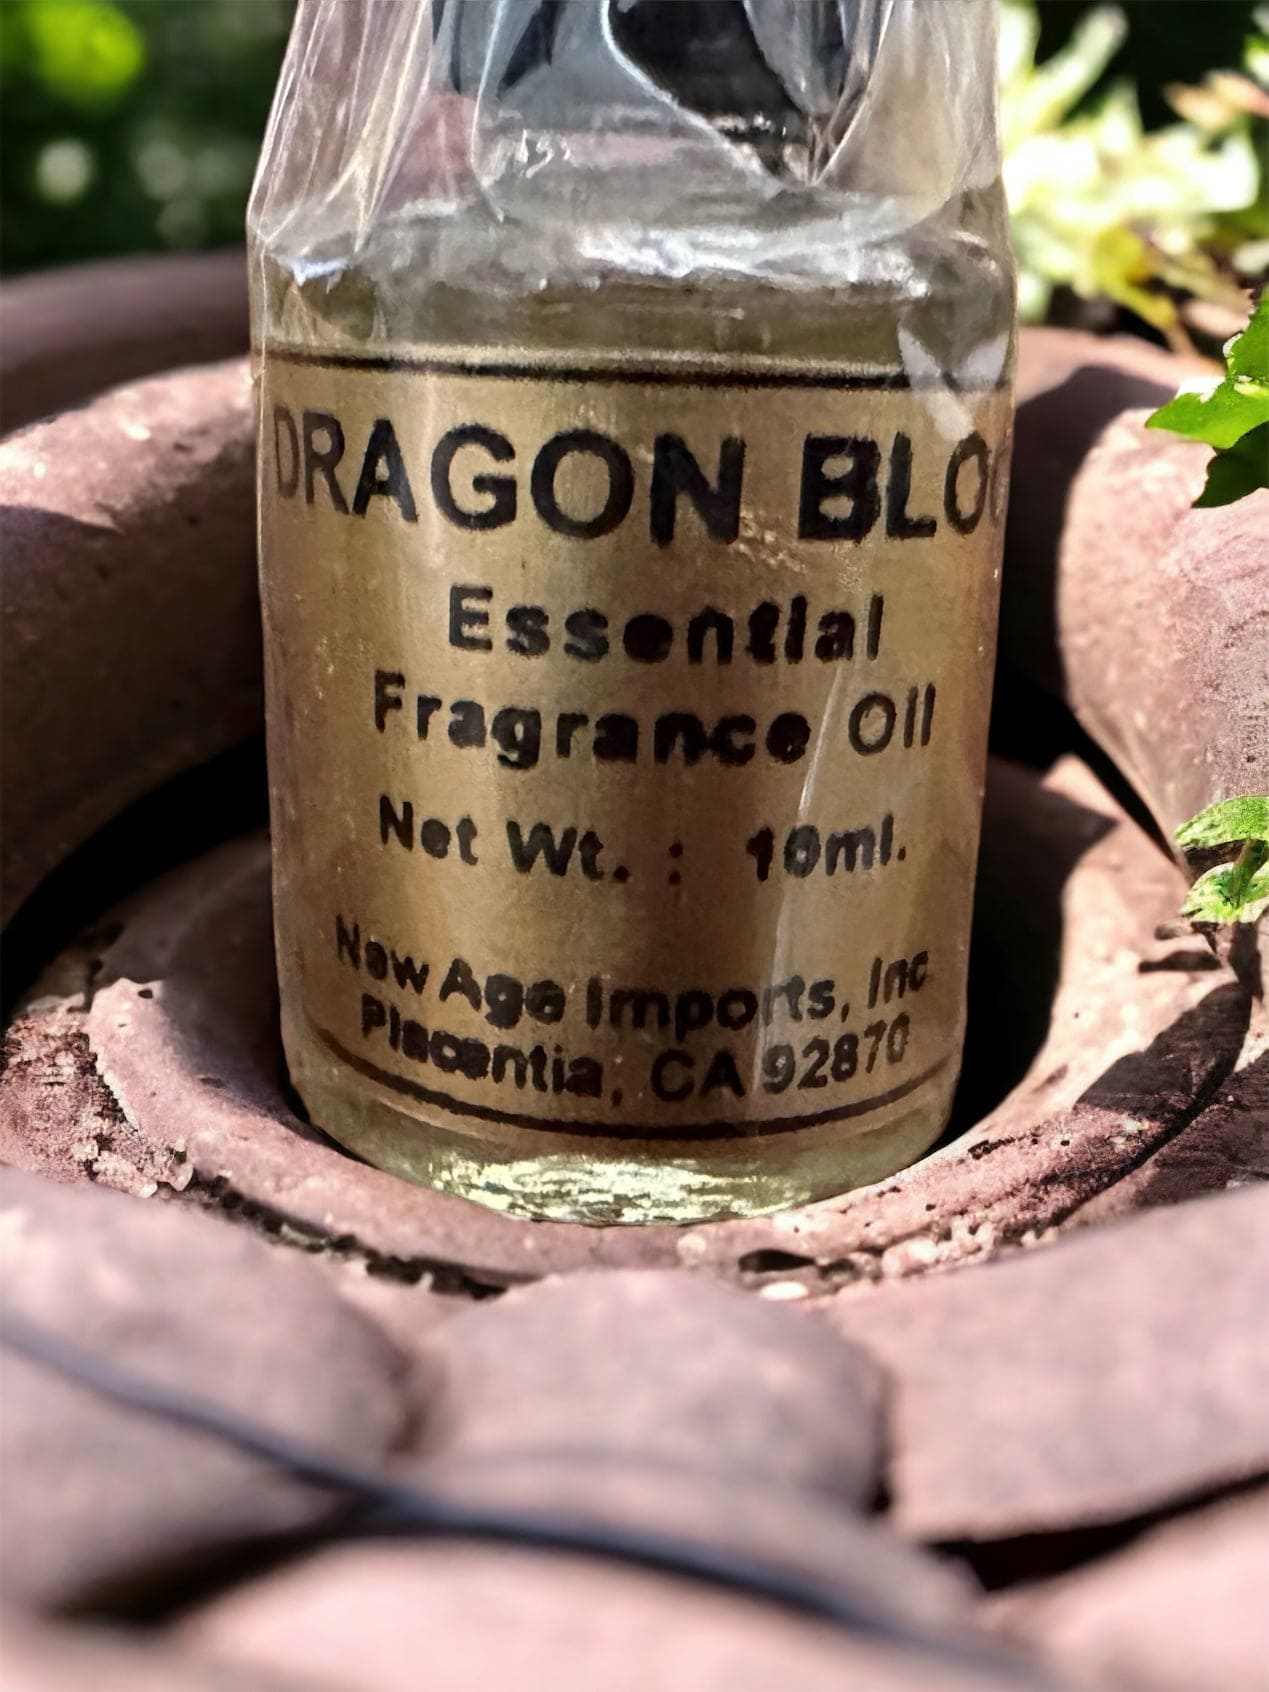 DRAGON BLO
Essential
Fragrance Oil
Net Wt. : 10ml.
New Age Imports, Inc
Placentia, CA 92870